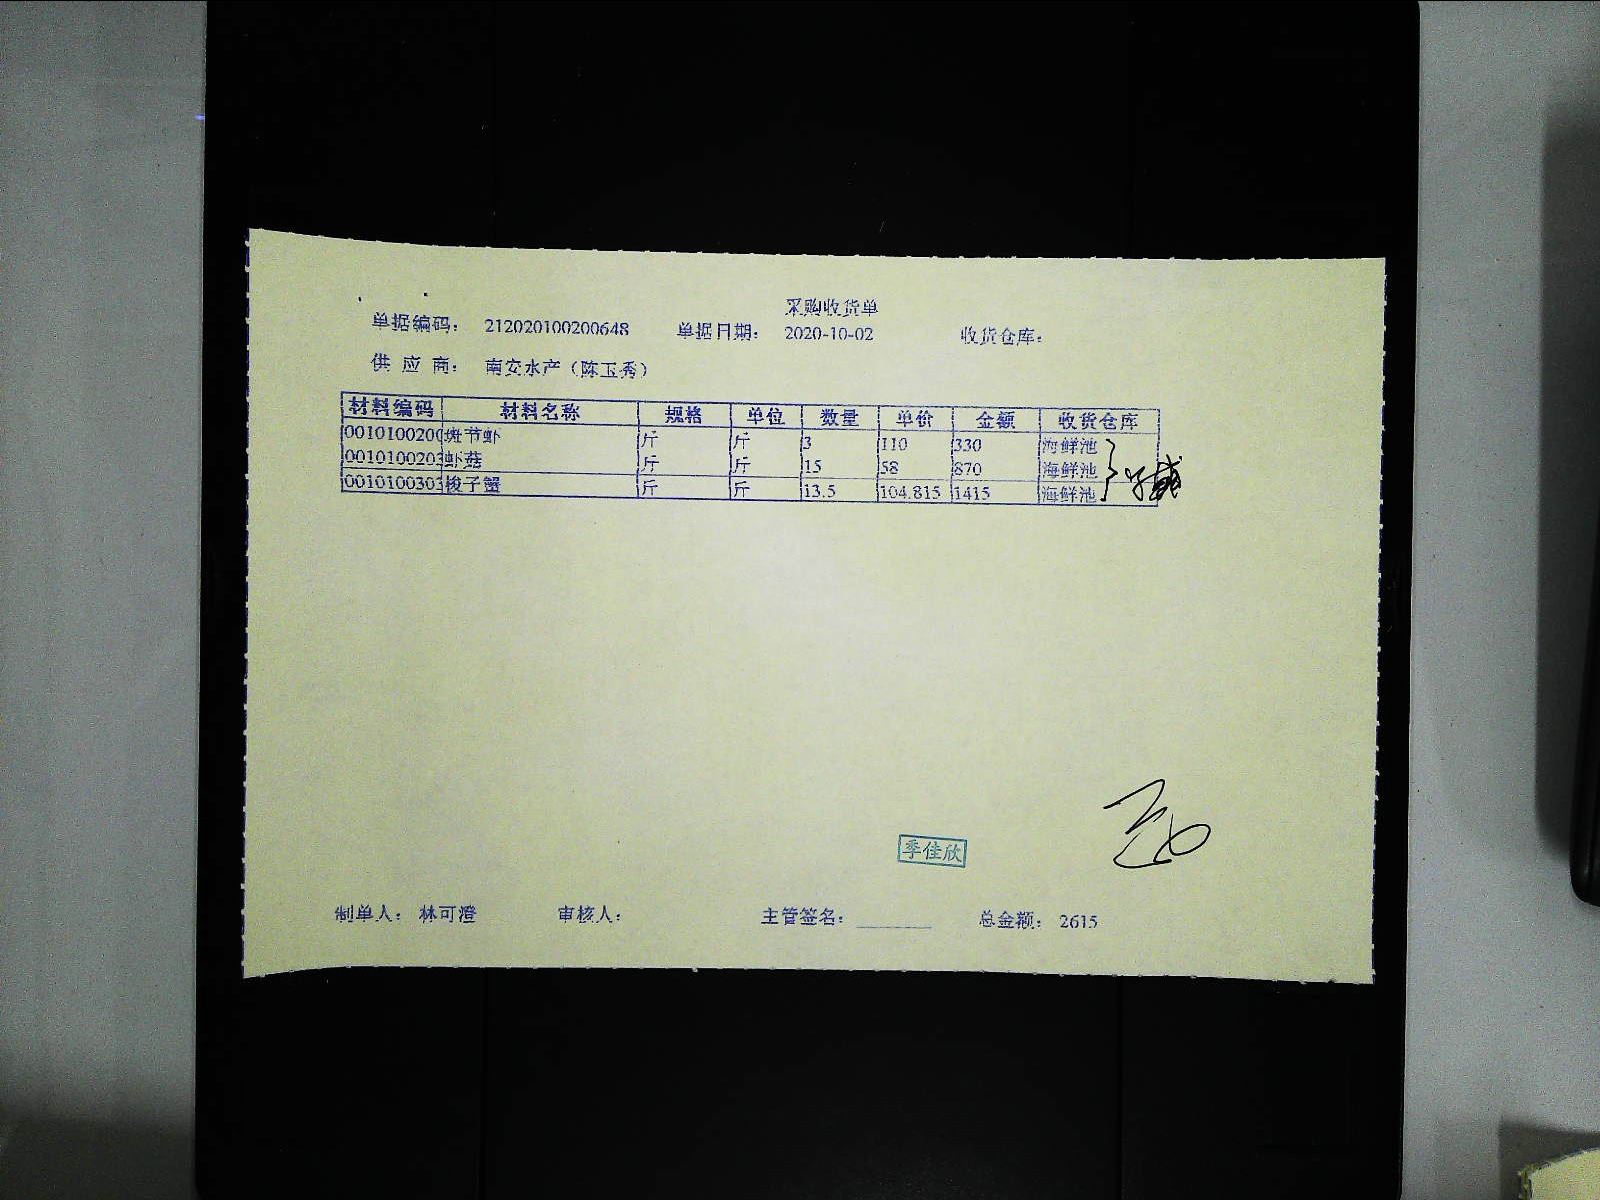 采购收货单
单据编码: 212020100200648 单据日期: 2020-10-02 收货仓库:
供 应 商: 南安水产(陈玉秀)
材料编码 材料名称 规格 单位 数量 单价 金额 收货仓库
001010020 斑节虾 斤 斤 3 110 330 海鲜池
0010100203 虾菇 斤 斤 15 58 870 海鲜池
0010100303 梭子蟹 斤 斤 13.5 104.815 1415 海鲜池
季佳欣
制单人: 林可澄 审核人: 主管签名: 总金额: 2615